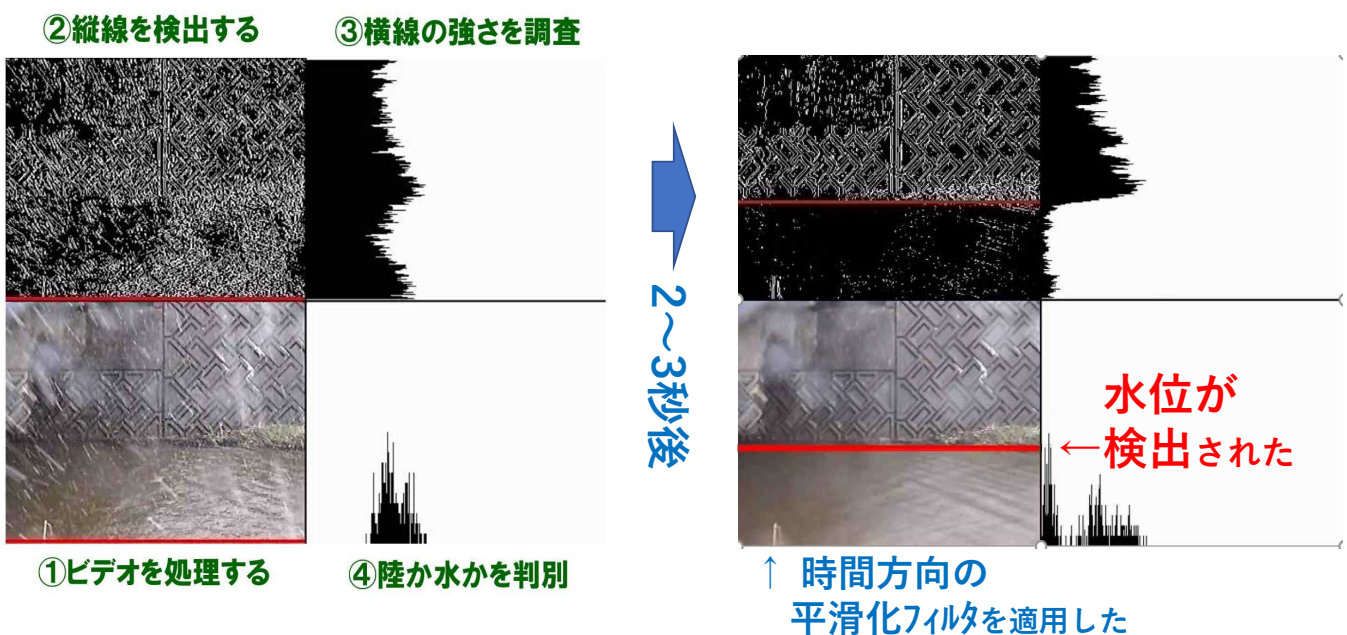 ②縦線を検出する
③横線の強さを調査
2～3秒後
水位が
←検出された
①ビデオを処理する
④陸か水かを判別
↑ 時間方向の
平滑化フィルタを適用した